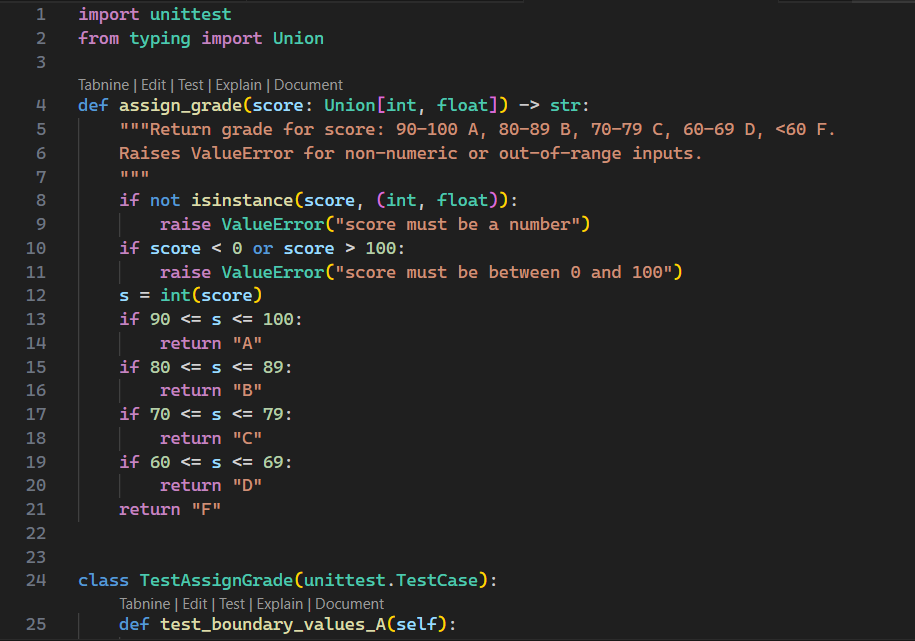 1 import unittest
2 from typing import Union
3
Tabnine | Edit | Test | Explain | Document
4 def assign_grade(score: Union[int, float]) -> str:
5     """Return grade for score: 90-100 A, 80-89 B, 70-79 C, 60-69 D, <60 F.
6     Raises ValueError for non-numeric or out-of-range inputs.
7     """
8     if not isinstance(score, (int, float)):
9         raise ValueError("score must be a number")
10     if score < 0 or score > 100:
11         raise ValueError("score must be between 0 and 100")
12     s = int(score)
13     if 90 <= s <= 100:
14         return "A"
15     if 80 <= s <= 89:
16         return "B"
17     if 70 <= s <= 79:
18         return "C"
19     if 60 <= s <= 69:
20         return "D"
21     return "F"
22
23
24 class TestAssignGrade(unittest.TestCase):
Tabnine | Edit | Test | Explain | Document
25     def test_boundary_values_A(self):